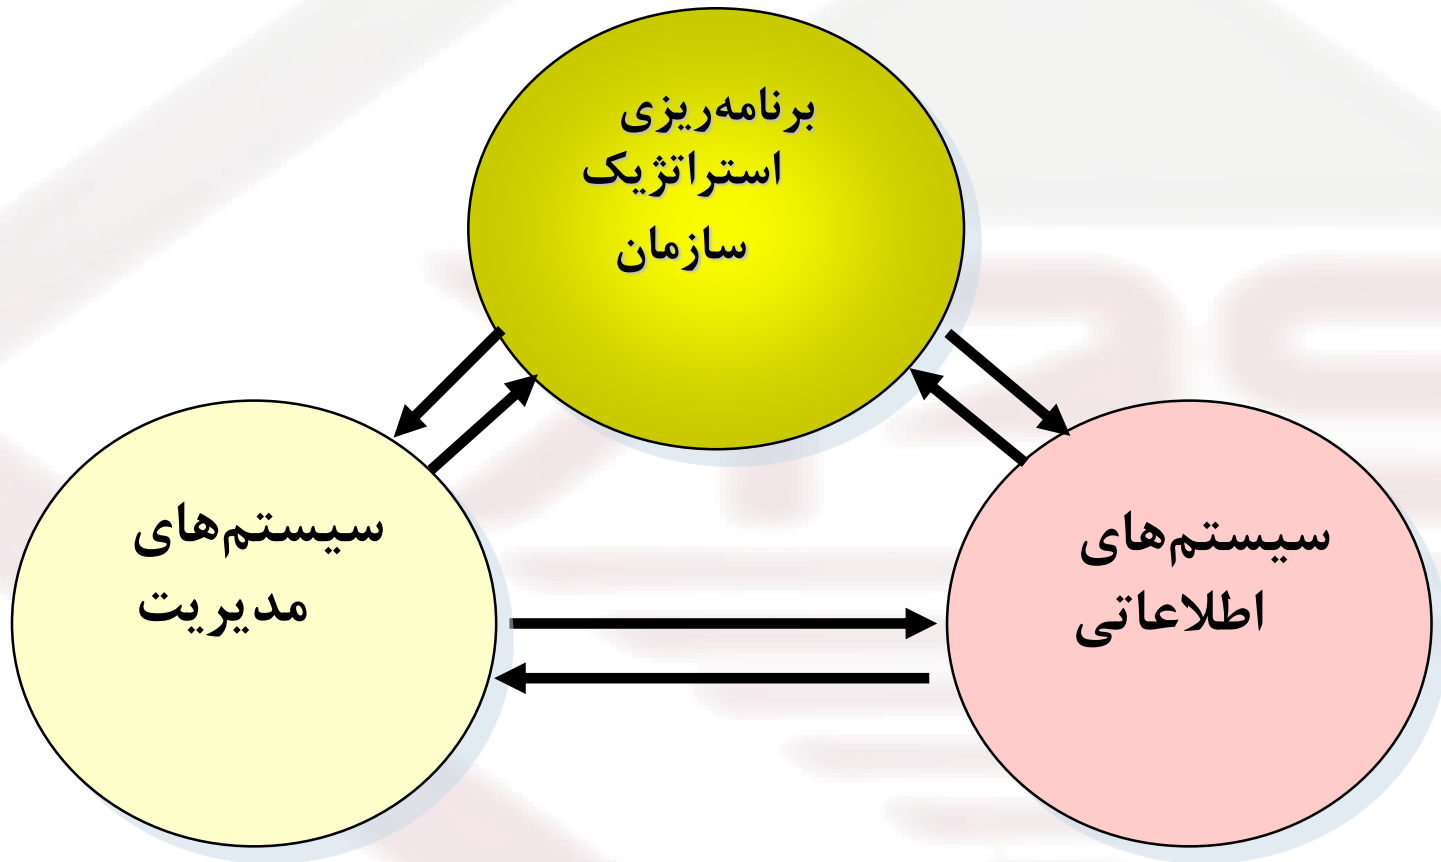 برنامه‌ریزی
استراتژیک
سازمان
سیستم‌های
اطلاعاتی
سیستم‌های
مدیریت